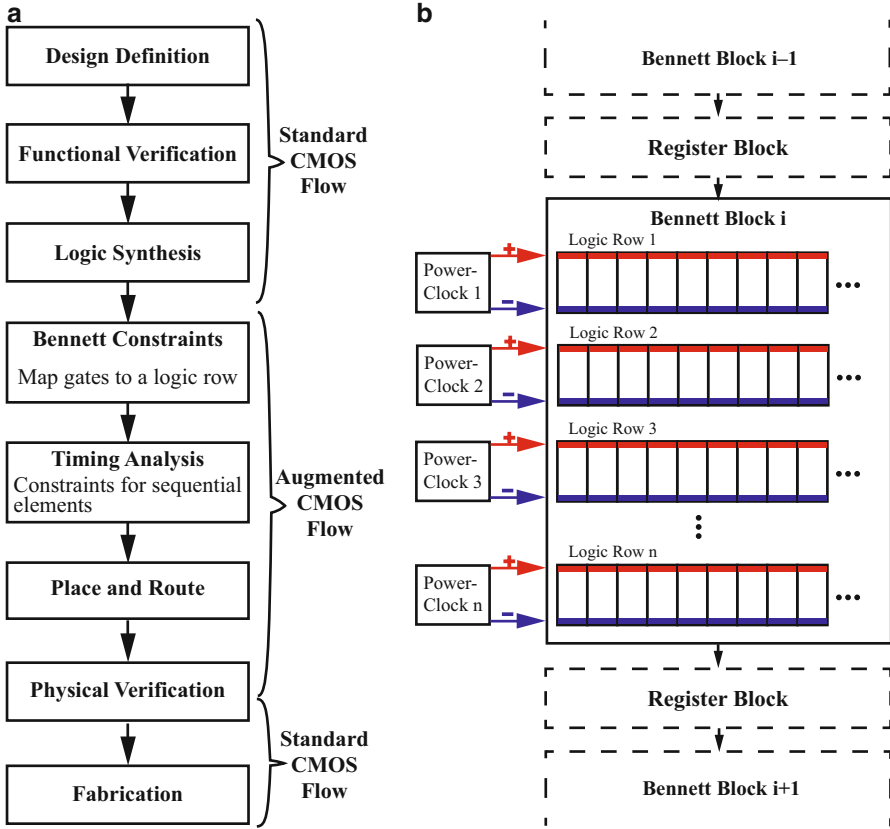 a
Design Definition
Functional Verification
Logic Synthesis
Bennett Constraints
Map gates to a logic row
Timing Analysis
Constraints for sequential
elements
Place and Route
Physical Verification
Fabrication
Standard
CMOS
Flow
Augmented
CMOS
Flow
Standard
CMOS
Flow
b
Bennett Block i–1
Register Block
Bennett Block i
Power-
Clock 1
+
–
Logic Row 1
•••
Power-
Clock 2
+
–
Logic Row 2
•••
Power-
Clock 3
+
–
Logic Row 3
•••
Power-
Clock n
+
–
Logic Row n
•••
Register Block
Bennett Block i+1